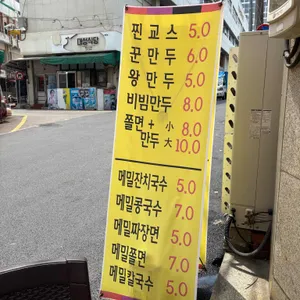 찐교스 5.0
꾼만두 6.0
왕만두 5.0
비빔만두 8.0
쫄면+ 小 8.0
만두 大 10.0
메밀잔치국수 5.0
메밀콩국수 7.0
메밀짜장면 5.0
메밀쫄면 7.0
메밀칼국수 5.0